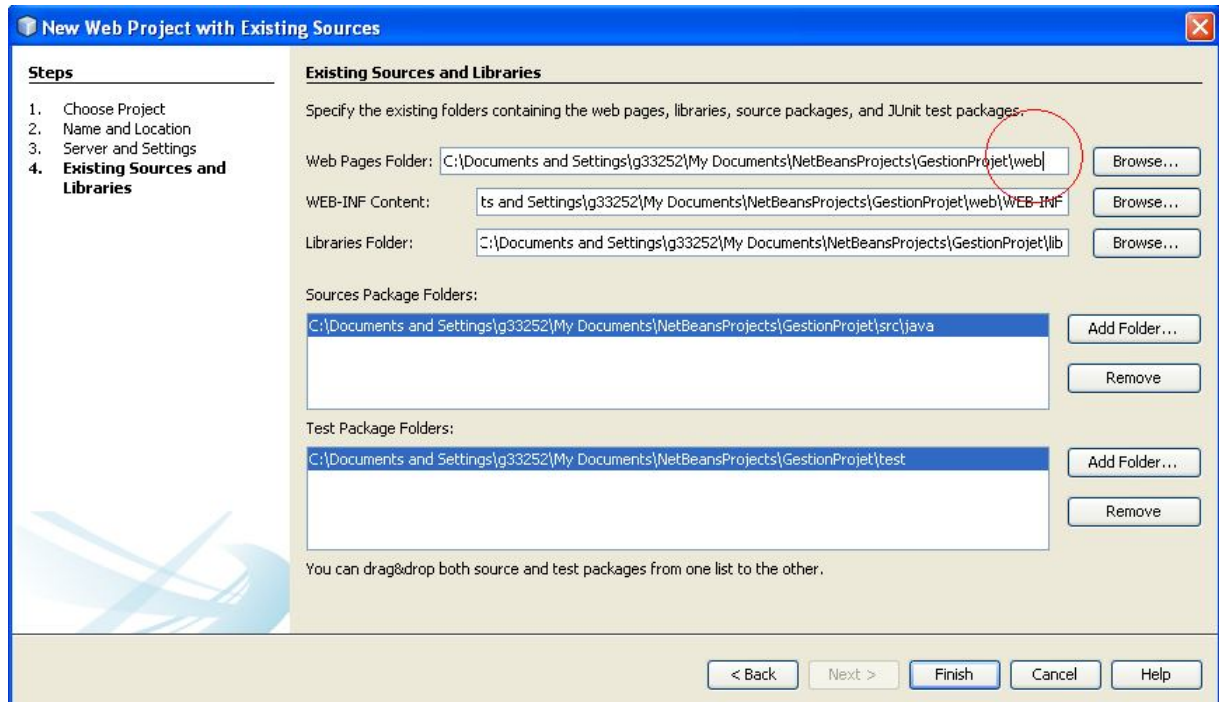 New Web Project with Existing Sources
Steps
1. Choose Project
2. Name and Location
3. Server and Settings
4. Existing Sources and
Libraries
Existing Sources and Libraries
Specify the existing folders containing the web pages, libraries, source packages, and JUnit test packages.
Web Pages Folder: C:\Documents and Settings\g33252\My Documents\NetBeansProjects\GestionProjet\web Browse...
WEB-INF Content: ts and Settings\g33252\My Documents\NetBeansProjects\GestionProjet\web\WEB-INF Browse...
Libraries Folder: C:\Documents and Settings\g33252\My Documents\NetBeansProjects\GestionProjet\lib Browse...
Sources Package Folders:
C:\Documents and Settings\g33252\My Documents\NetBeansProjects\GestionProjet\src\java
Add Folder...
Remove
Test Package Folders:
C:\Documents and Settings\g33252\My Documents\NetBeansProjects\GestionProjet\test
Add Folder...
Remove
You can drag&drop both source and test packages from one list to the other.
< Back Next > Finish Cancel Help